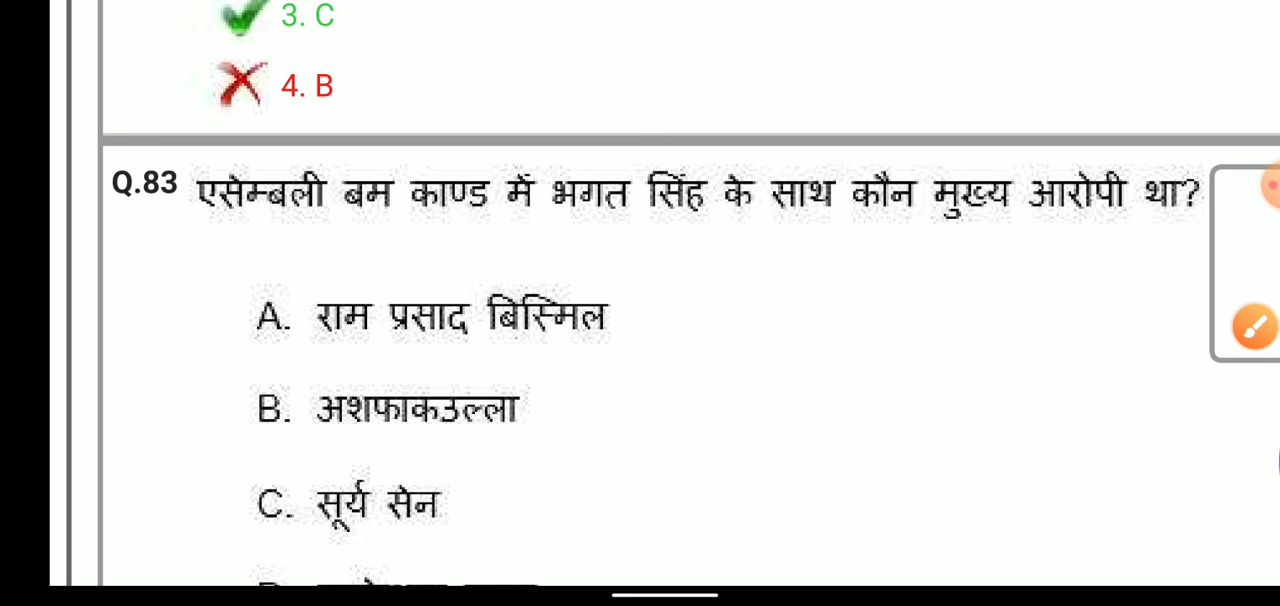 3. C
4. B
Q.83 एसेम्बली बम काण्ड में भगत सिंह के साथ कौन मुख्य आरोपी था?
A. राम प्रसाद बिस्मिल
B. अशफाकउल्ला
C. सूर्य सेन